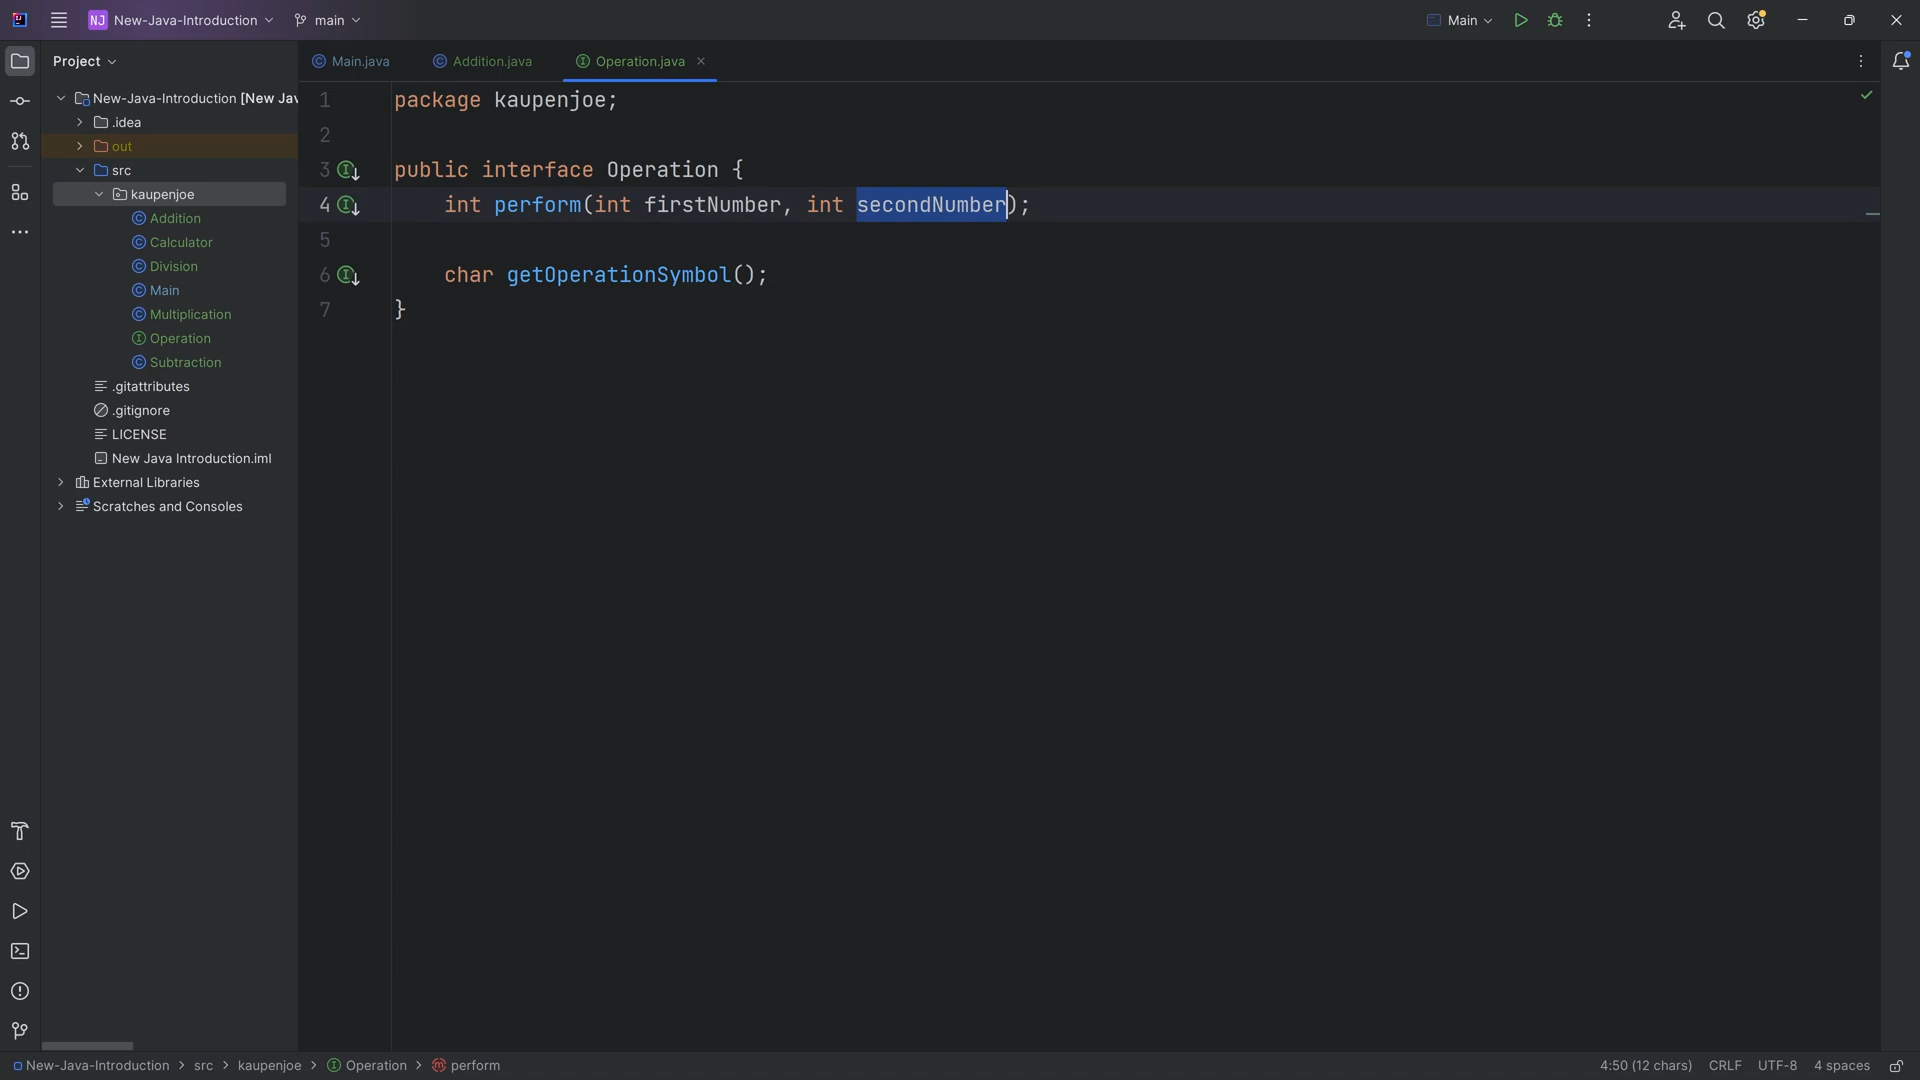 NJ New-Java-Introduction main Main
Project Main.java Addition.java Operation.java
New-Java-Introduction [New Jav
.idea
out
src
kaupenjoe
Addition
Calculator
Division
Main
Multiplication
Operation
Subtraction
.gitattributes
.gitignore
LICENSE
New Java Introduction.iml
External Libraries
Scratches and Consoles
1 package kaupenjoe;
2
3 public interface Operation {
4 int perform(int firstNumber, int secondNumber);
5
6 char getOperationSymbol();
7 }
New-Java-Introduction > src > kaupenjoe > Operation > perform 4:50 (12 chars) CRLF UTF-8 4 spaces